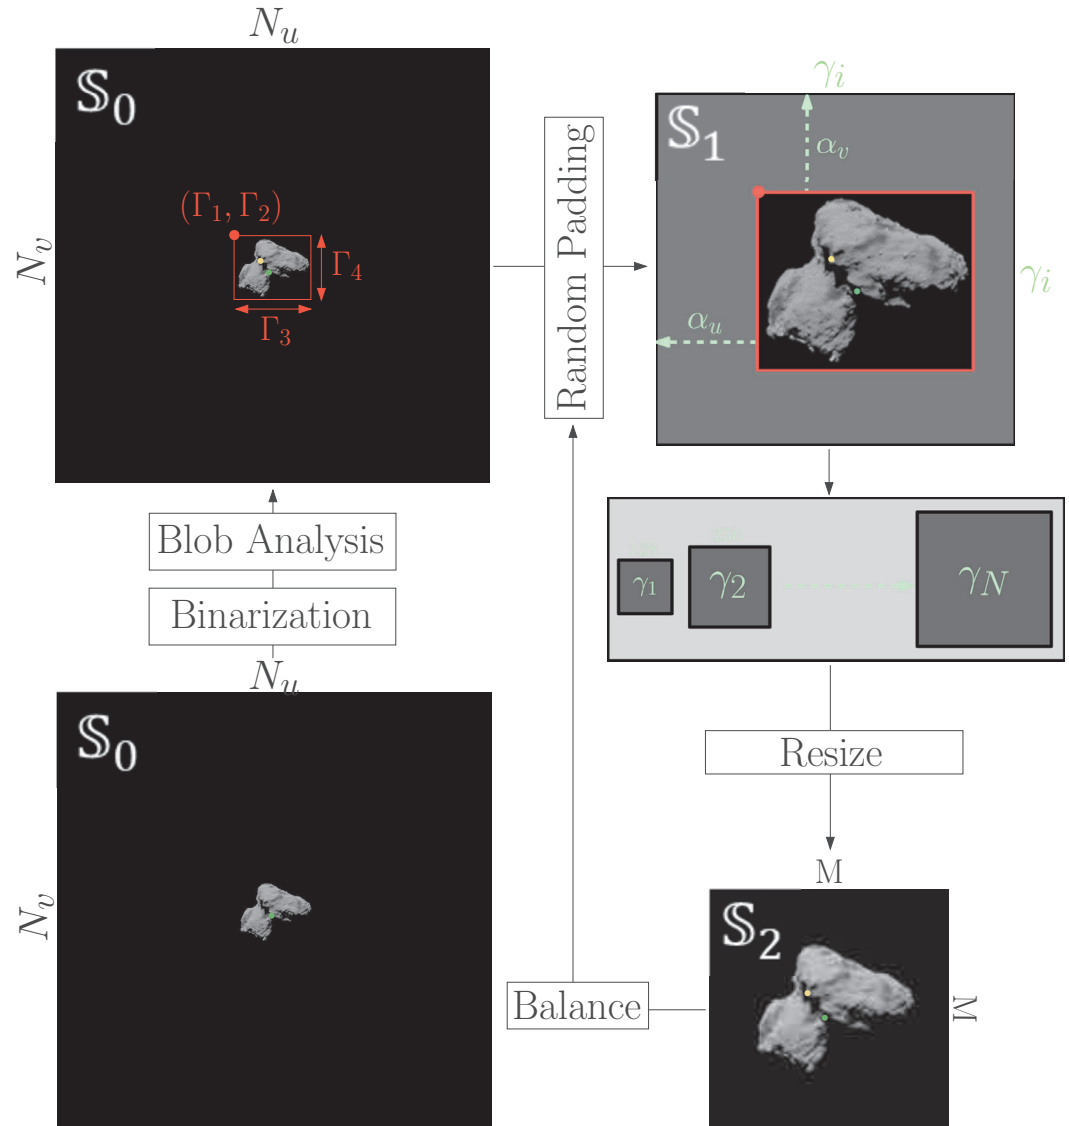 N_u
𝕊_0
(Γ_1, Γ_2)
Γ_4
Γ_3
N_v
Blob Analysis
Binarization
N_u
𝕊_0
N_v
Random Padding
γ_i
𝕊_1
α_v
γ_i
α_u
γ_1
γ_2
γ_N
Resize
M
𝕊_2
M
Balance